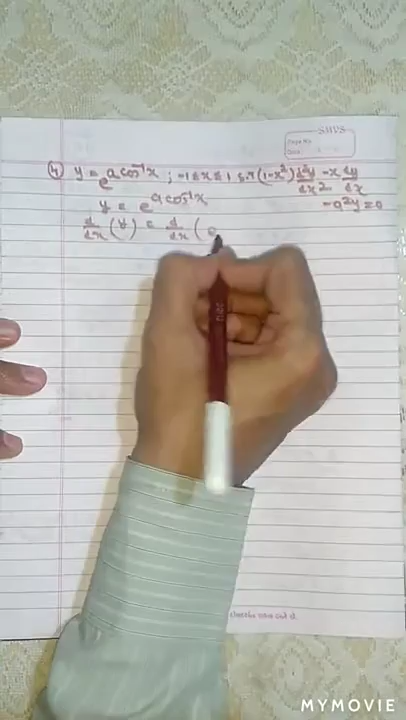 SHVS
Page No.
Date:
(4) y = e^(a cos⁻¹x) ; -1 ≤ x ≤ 1 S.T (1-x²) d²y/dx² - x dy/dx
- a²y = 0
y = e^(a cos⁻¹x)
d/dx (y) = d/dx ( e
MYMOVIE